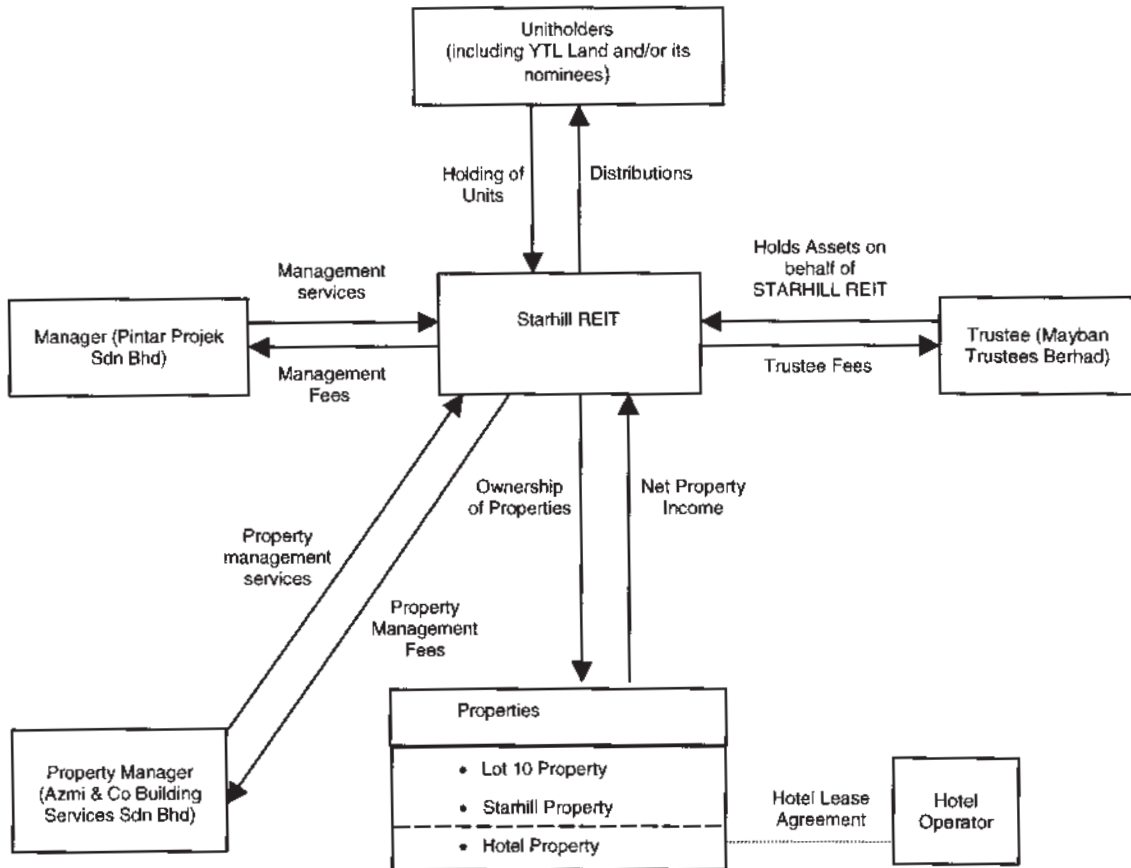 Unitholders
(including YTL Land and/or its
nominees)
Holding of
Units
Distributions
Management
services
Holds Assets on
behalf of
STARHILL REIT
Manager (Pintar Projek
Sdn Bhd)
Starhill REIT
Trustee (Mayban
Trustees Berhad)
Management
Fees
Trustee Fees
Ownership
of Properties
Net Property
Income
Property
management
services
Property
Management
Fees
Properties
Property Manager
(Azmi & Co Building
Services Sdn Bhd)
• Lot 10 Property
• Starhill Property
• Hotel Property
Hotel Lease
Agreement
Hotel
Operator